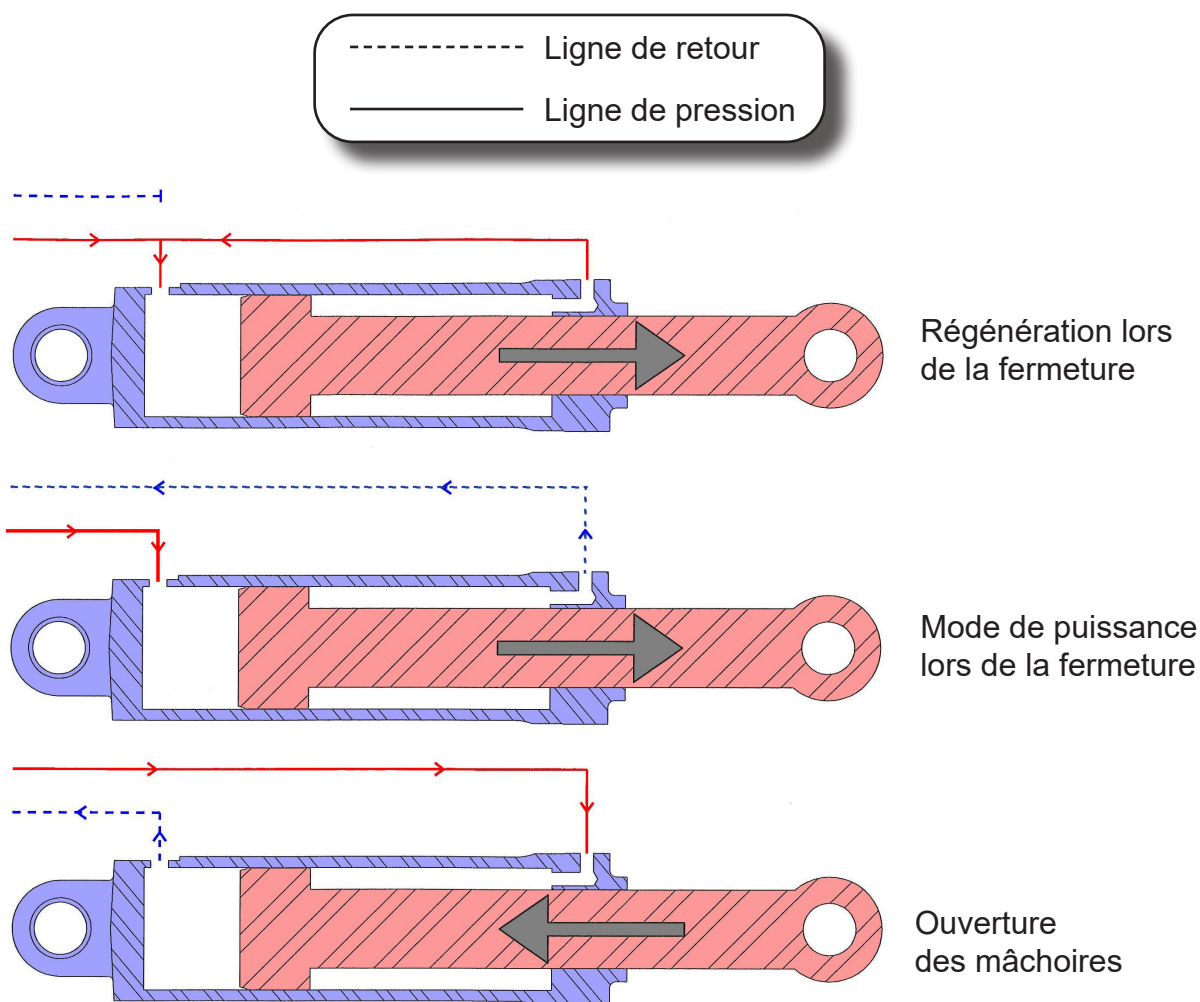 Ligne de retour
Ligne de pression
Régénération lors
de la fermeture
Mode de puissance
lors de la fermeture
Ouverture
des mâchoires